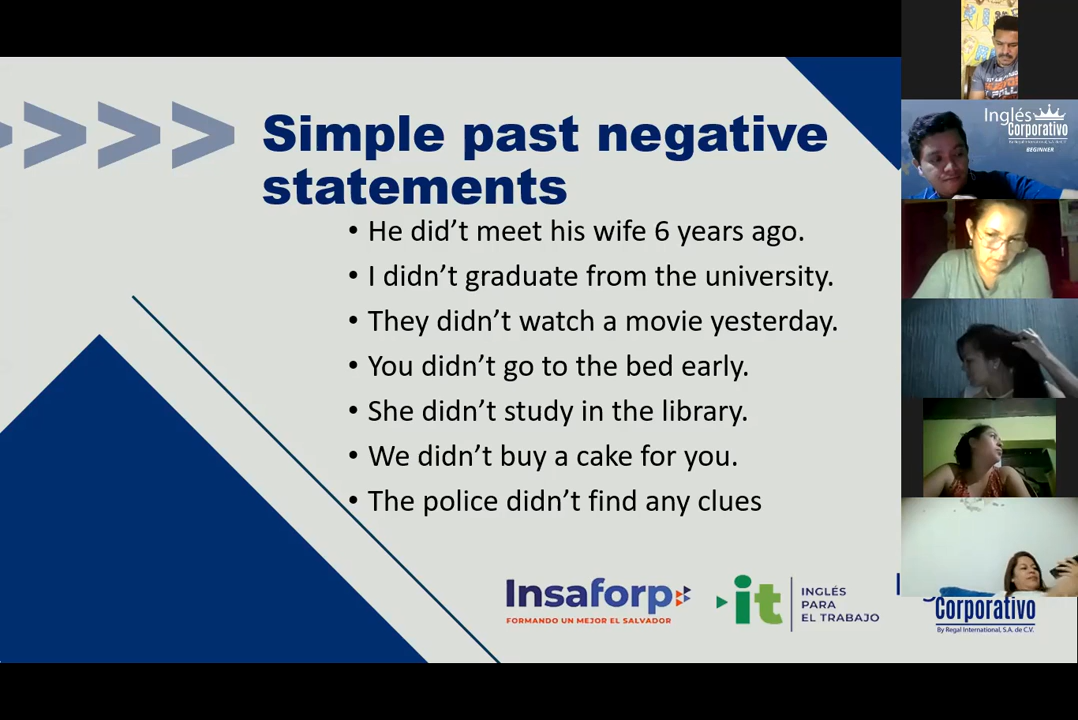 Simple past negative
statements
• He did't meet his wife 6 years ago.
• I didn't graduate from the university.
• They didn't watch a movie yesterday.
• You didn't go to the bed early.
• She didn't study in the library.
• We didn't buy a cake for you.
• The police didn't find any clues
Insaforp
FORMANDO UN MEJOR EL SALVADOR
it
INGLÉS
PARA
EL TRABAJO
Corporativo
By Regal International, S.A. de C.V.
Inglés
Corporativo
BEGINNER